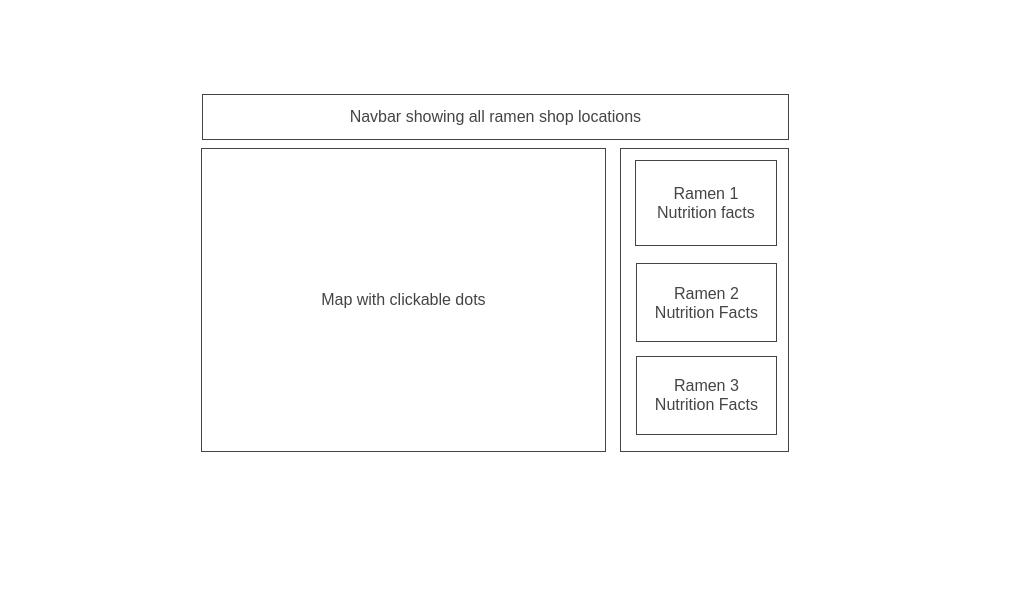 Navbar showing all ramen shop locations
Map with clickable dots
Ramen 1
Nutrition facts
Ramen 2
Nutrition Facts
Ramen 3
Nutrition Facts